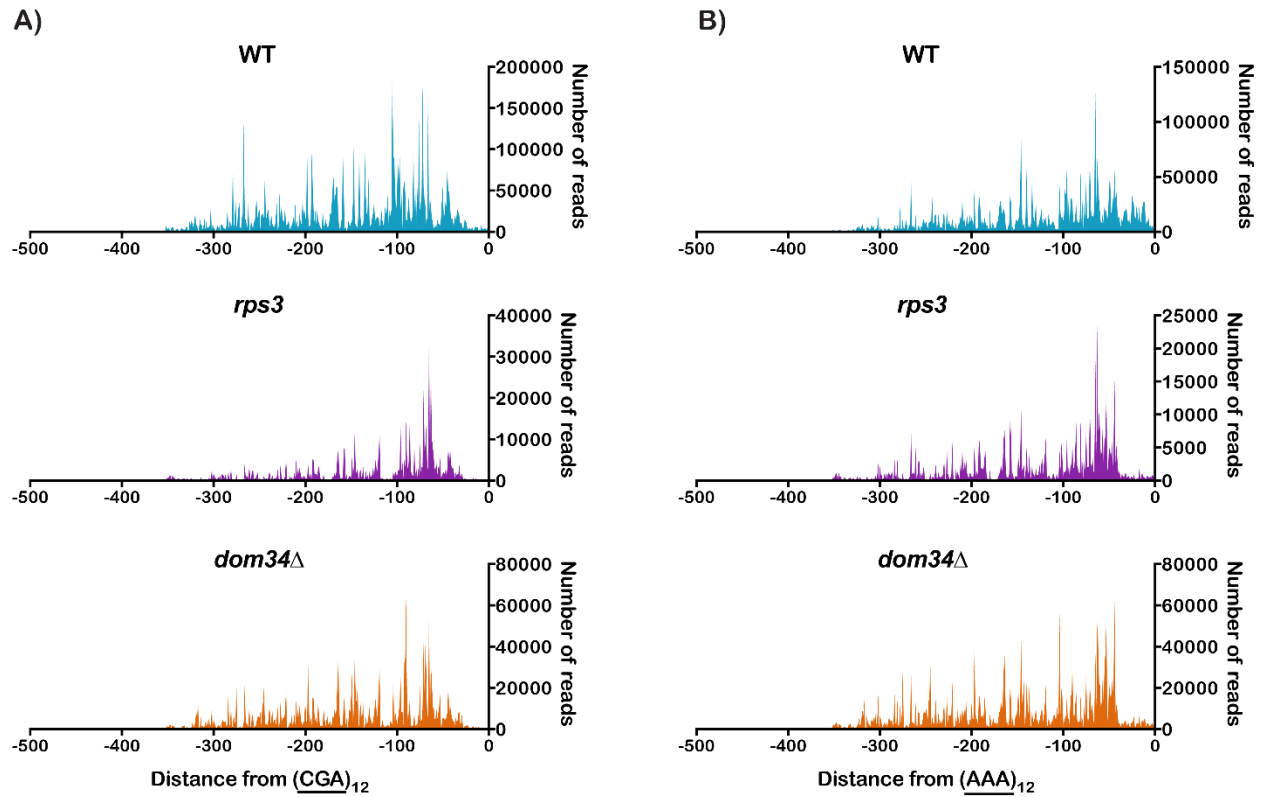 A)
B)
WT
WT
200000
150000
100000
50000
0
Number of reads
-500 -400 -300 -200 -100 0
150000
100000
50000
0
Number of reads
-500 -400 -300 -200 -100 0
rps3
rps3
40000
30000
20000
10000
0
Number of reads
-500 -400 -300 -200 -100 0
25000
20000
15000
10000
5000
0
Number of reads
-500 -400 -300 -200 -100 0
dom34Δ
dom34Δ
80000
60000
40000
20000
0
Number of reads
-500 -400 -300 -200 -100 0
80000
60000
40000
20000
0
Number of reads
-500 -400 -300 -200 -100 0
Distance from (CGA)12
Distance from (AAA)12